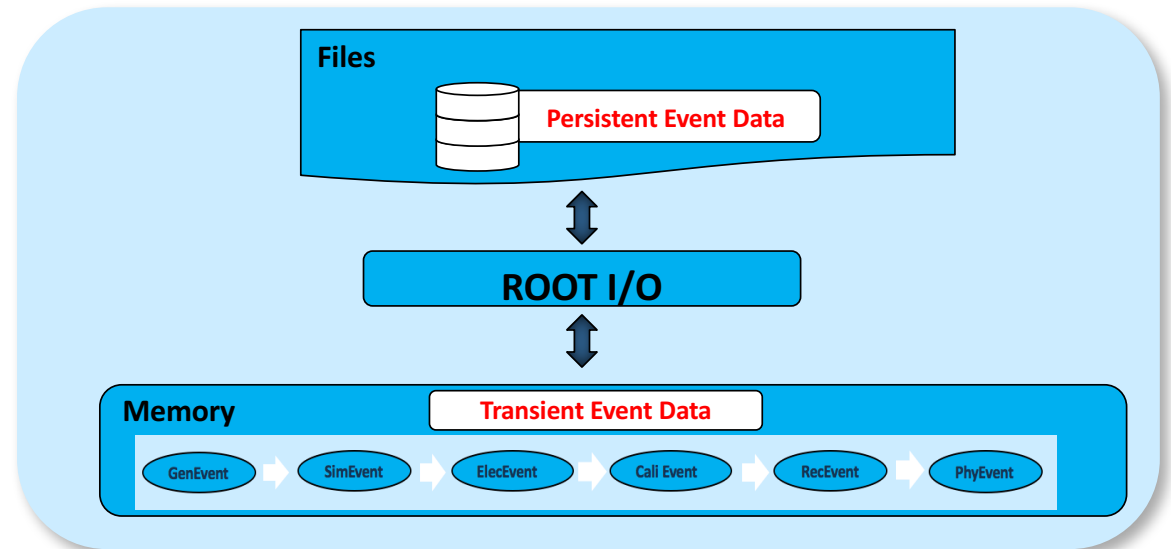 Files
Persistent Event Data
ROOT I/O
Memory
Transient Event Data
GenEvent SimEvent ElecEvent Cali Event RecEvent PhyEvent